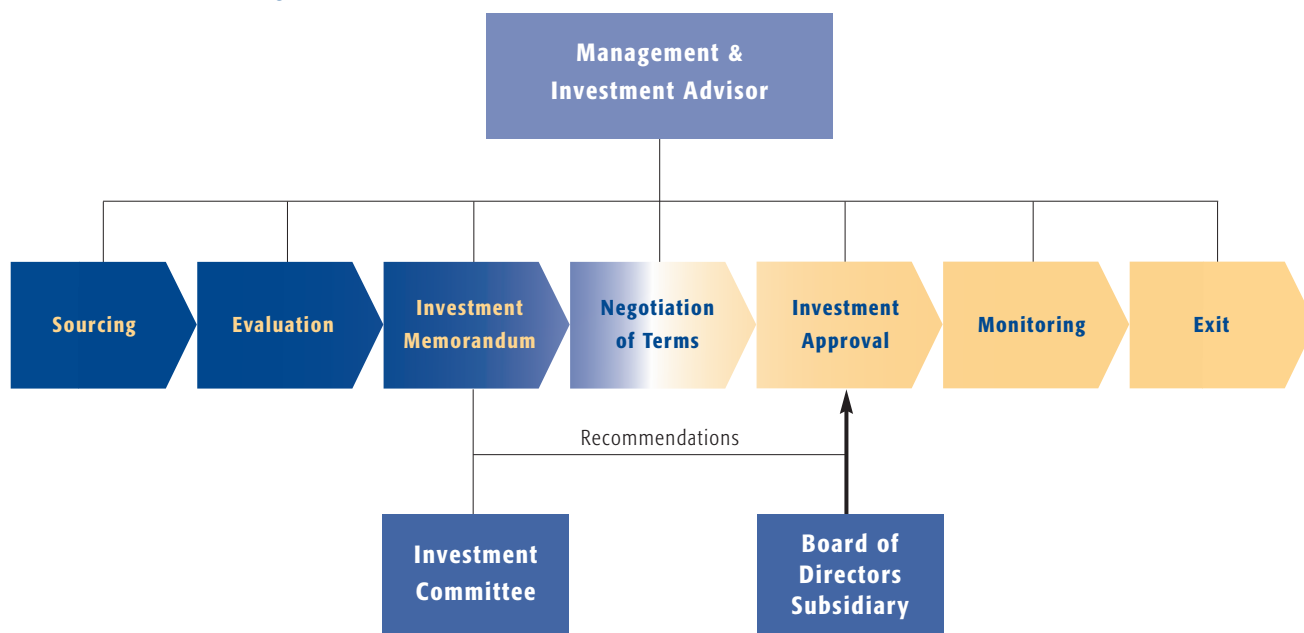 Management &
Investment Advisor
Sourcing
Evaluation
Investment
Memorandum
Negotiation
of Terms
Investment
Approval
Monitoring
Exit
Recommendations
Investment
Committee
Board of
Directors
Subsidiary